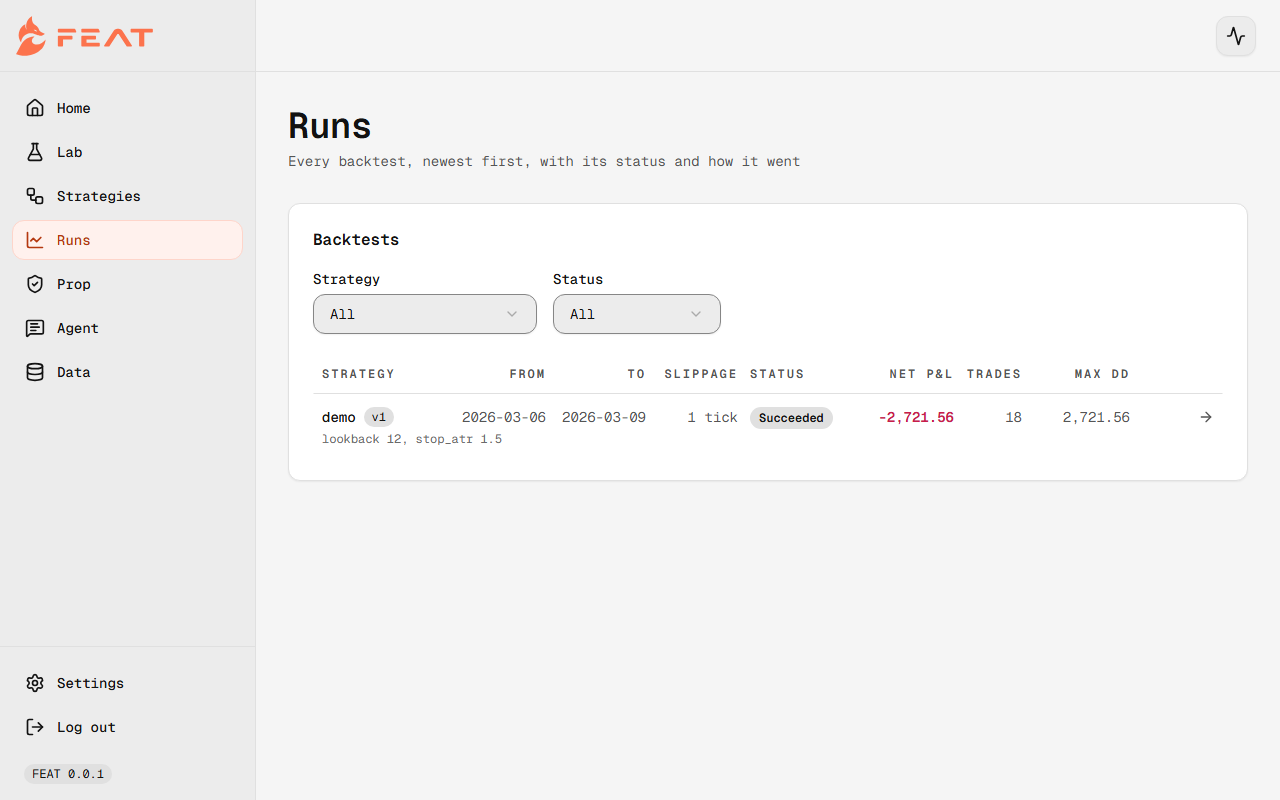 FEAT
Home
Lab
Strategies
Runs
Prop
Agent
Data
Settings
Log out
FEAT 0.0.1
Runs
Every backtest, newest first, with its status and how it went
Backtests
Strategy Status
All All
STRATEGY FROM TO SLIPPAGE STATUS NET P&L TRADES MAX DD
demo v1 2026-03-06 2026-03-09 1 tick Succeeded -2,721.56 18 2,721.56
lookback 12, stop_atr 1.5